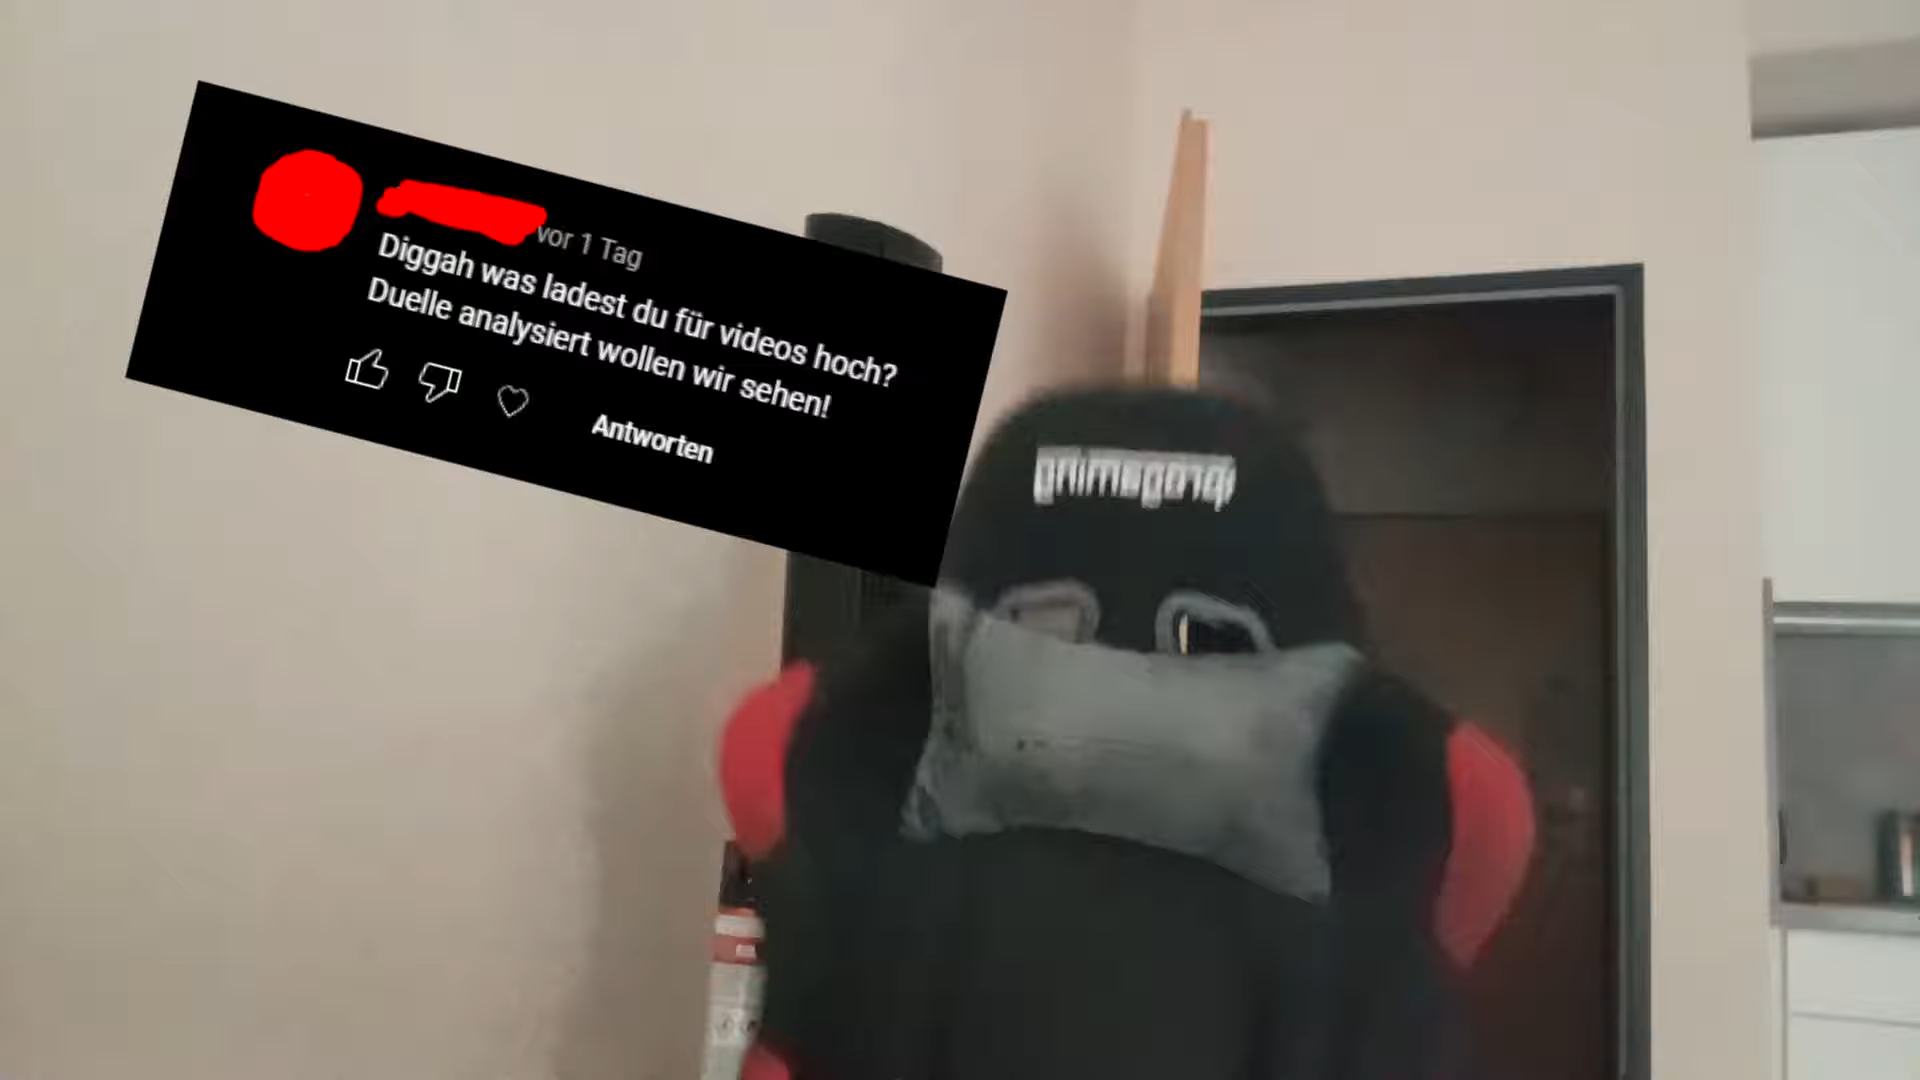 vor 1 Tag
Diggah was ladest du für videos hoch?
Duelle analysiert wollen wir sehen!
Antworten